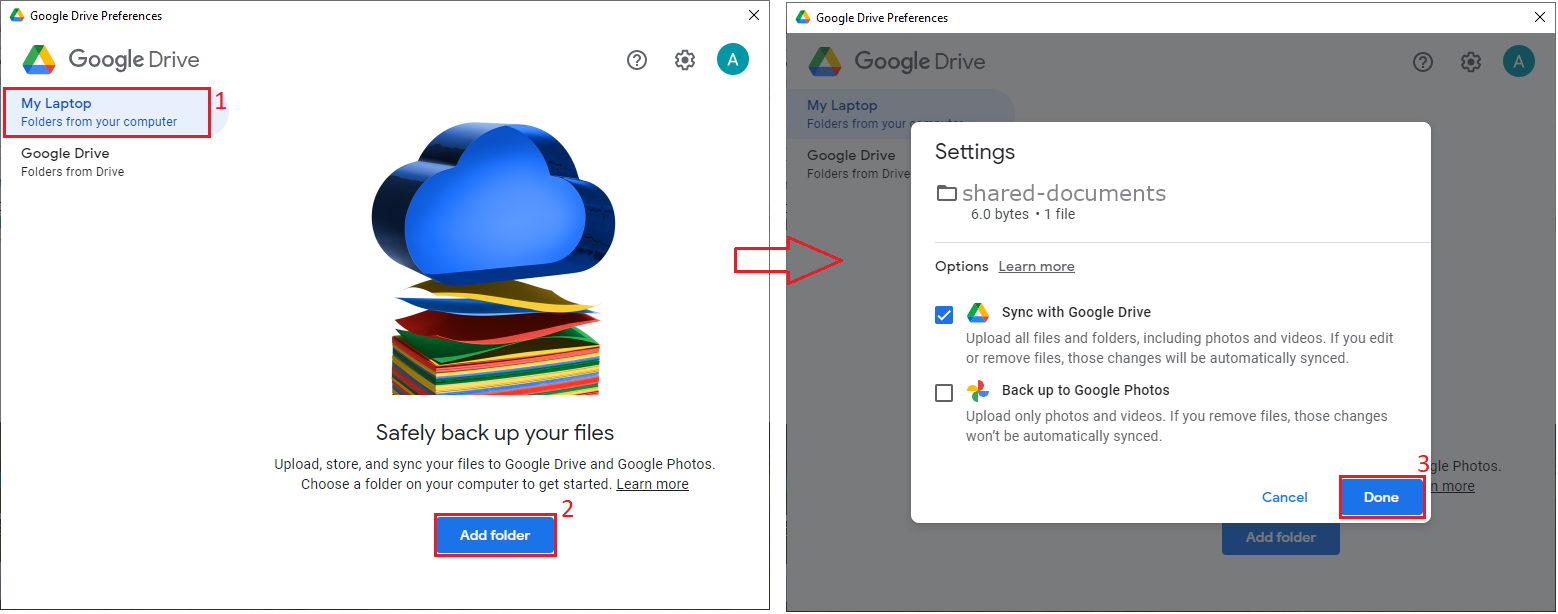 Google Drive Preferences
Google Drive
A
My Laptop
Folders from your computer
1
Google Drive
Folders from Drive
Safely back up your files
Upload, store, and sync your files to Google Drive and Google Photos.
Choose a folder on your computer to get started. Learn more
2
Add folder
Google Drive Preferences
Google Drive
A
My Laptop
Folders from your computer
Google Drive
Folders from Drive
Settings
shared-documents
6.0 bytes • 1 file
Options Learn more
Sync with Google Drive
Upload all files and folders, including photos and videos. If you edit
or remove files, those changes will be automatically synced.
Back up to Google Photos
Upload only photos and videos. If you remove files, those changes
won't be automatically synced.
3
Photos.
more
Cancel
Done
Add folder